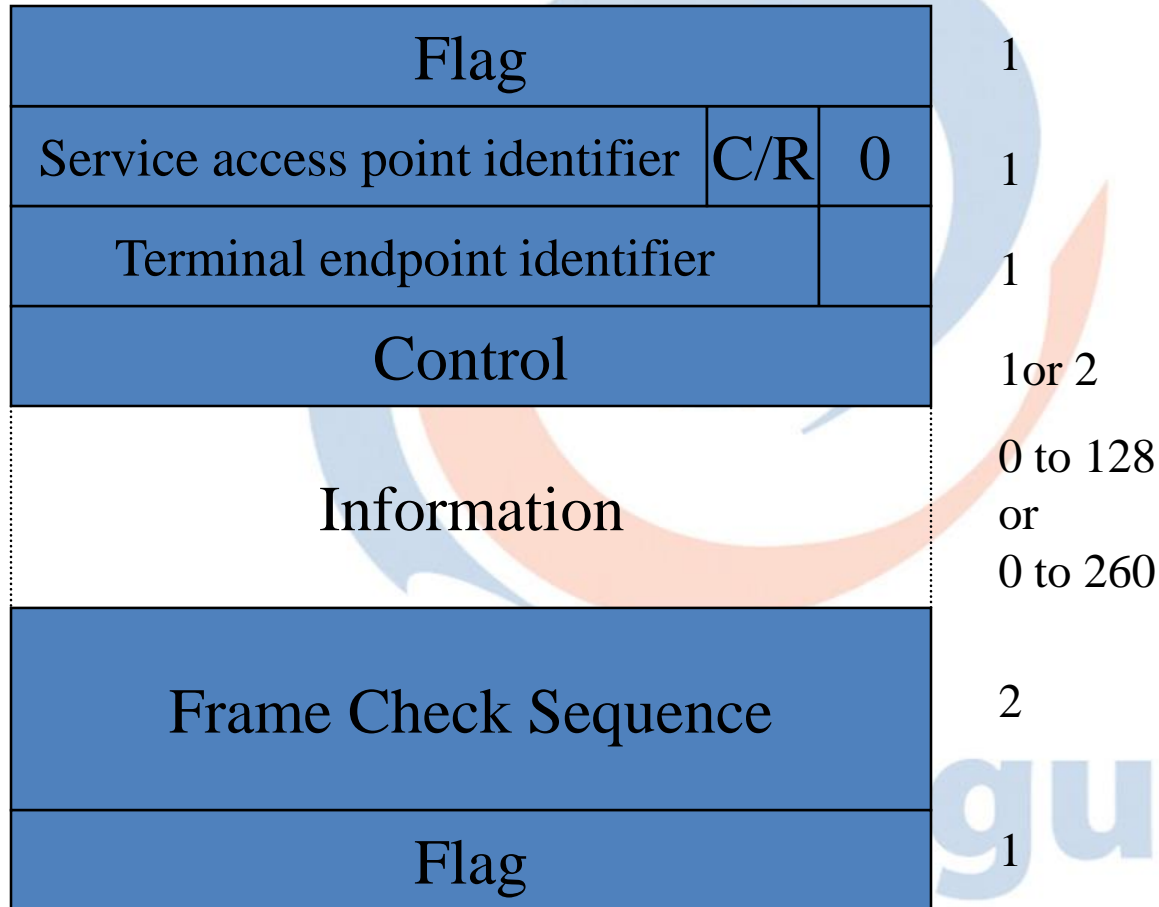 Flag 1
Service access point identifier C/R 0 1
Terminal endpoint identifier 1
Control 1or 2
0 to 128
Information or
0 to 260
Frame Check Sequence 2
Flag 1
gu